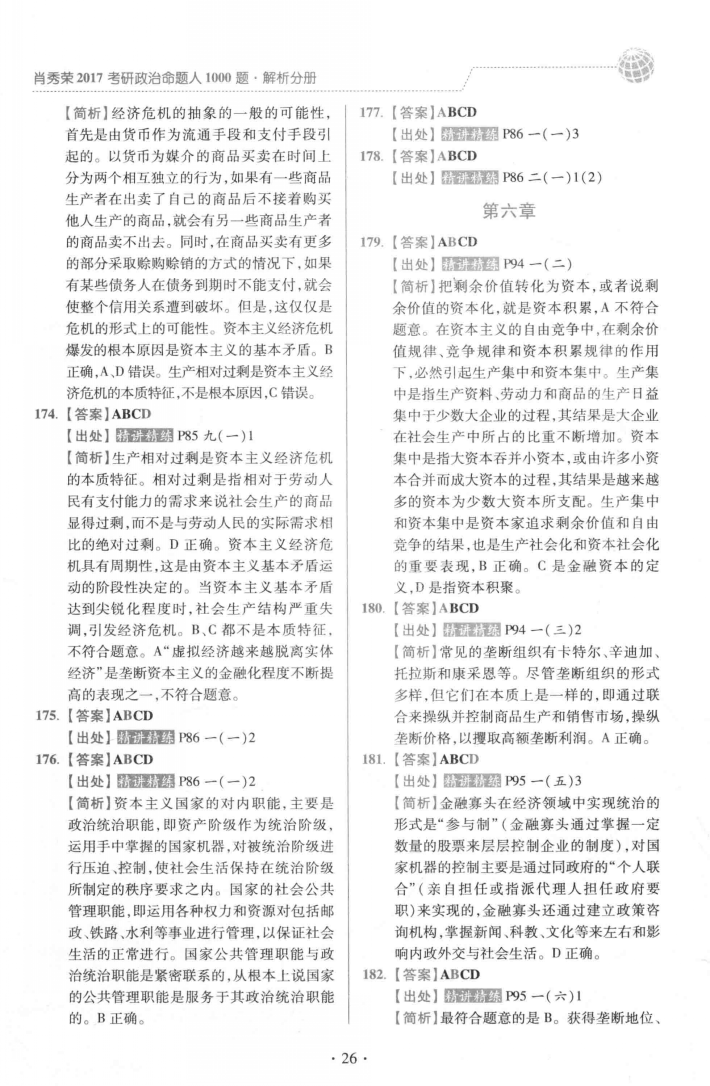 肖秀荣 2017 考研政治命题人 1000 题·解析分册
【简析】经济危机的抽象的一般的可能性，
首先是由货币作为流通手段和支付手段引
起的。以货币为媒介的商品买卖在时间上
分为两个相互独立的行为,如果有一些商品
生产者在出卖了自己的商品后不接着购买
他人生产的商品,就会有另一些商品生产者
的商品卖不出去。同时,在商品买卖有更多
的部分采取赊购赊销的方式的情况下,如果
有某些债务人在债务到期时不能支付,就会
使整个信用关系遭到破坏。但是,这仅仅是
危机的形式上的可能性。资本主义经济危机
爆发的根本原因是资本主义的基本矛盾。B
正确,A、D 错误。生产相对过剩是资本主义经
济危机的本质特征,不是根本原因,C 错误。
174. 【答案】ABCD
【出处】精讲精练 P85 九(一)1
【简析】生产相对过剩是资本主义经济危机
的本质特征。相对过剩是指相对于劳动人
民有支付能力的需求来说社会生产的商品
显得过剩,而不是与劳动人民的实际需求相
比的绝对过剩。D 正确。资本主义经济危
机具有周期性,这是由资本主义基本矛盾运
动的阶段性决定的。当资本主义基本矛盾
达到尖锐化程度时,社会生产结构严重失
调,引发经济危机。B、C 都不是本质特征,
不符合题意。A“虚拟经济越来越脱离实体
经济”是垄断资本主义的金融化程度不断提
高的表现之一,不符合题意。
175. 【答案】ABCD
【出处】精讲精练 P86 一(一)2
176. 【答案】ABCD
【出处】精讲精练 P86 一(一)2
【简析】资本主义国家的对内职能,主要是
政治统治职能,即资产阶级作为统治阶级,
运用手中掌握的国家机器,对被统治阶级进
行压迫、控制,使社会生活保持在统治阶级
所制定的秩序要求之内。国家的社会公共
管理职能,即运用各种权力和资源对包括邮
政、铁路、水利等事业进行管理,以保证社会
生活的正常进行。国家公共管理职能与政
治统治职能是紧密联系的,从根本上说国家
的公共管理职能是服务于其政治统治职能
的。B 正确。
177. 【答案】ABCD
【出处】精讲精练 P86 一(一)3
178. 【答案】ABCD
【出处】精讲精练 P86 二(一)1(2)
第六章
179. 【答案】ABCD
【出处】精讲精练 P94 一(二)
【简析】把剩余价值转化为资本,或者说剩
余价值的资本化,就是资本积累,A 不符合
题意。在资本主义的自由竞争中,在剩余价
值规律、竞争规律和资本积累规律的作用
下,必然引起生产集中和资本集中。生产集
中是指生产资料、劳动力和商品的生产日益
集中于少数大企业的过程,其结果是大企业
在社会生产中所占的比重不断增加。资本
集中是指大资本吞并小资本,或由许多小资
本合并而成大资本的过程,其结果是越来越
多的资本为少数大资本所支配。生产集中
和资本集中是资本家追求剩余价值和自由
竞争的结果,也是生产社会化和资本社会化
的重要表现,B 正确。C 是金融资本的定
义,D 是指资本积聚。
180. 【答案】ABCD
【出处】精讲精练 P94 一(三)2
【简析】常见的垄断组织有卡特尔、辛迪加、
托拉斯和康采恩等。尽管垄断组织的形式
多样,但它们在本质上是一样的,即通过联
合来操纵并控制商品生产和销售市场,操纵
垄断价格,以攫取高额垄断利润。A 正确。
181. 【答案】ABCD
【出处】精讲精练 P95 一(五)3
【简析】金融寡头在经济领域中实现统治的
形式是“参与制”(金融寡头通过掌握一定
数量的股票来层层控制企业的制度),对国
家机器的控制主要是通过同政府的“个人联
合”(亲自担任或指派代理人担任政府要
职)来实现的,金融寡头还通过建立政策咨
询机构,掌握新闻、科教、文化等来左右和影
响内政外交与社会生活。D 正确。
182. 【答案】ABCD
【出处】精讲精练 P95 一(六)1
【简析】最符合题意的是 B。获得垄断地位、
· 26 ·